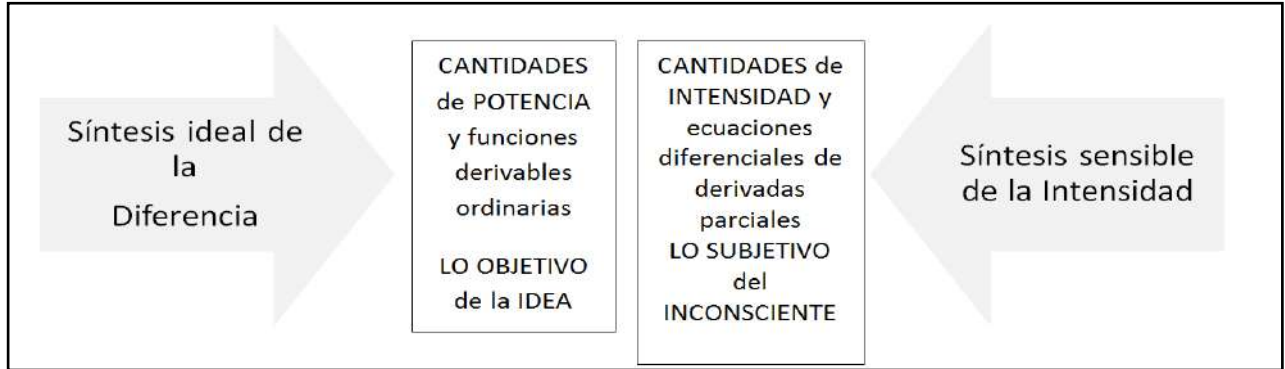 Síntesis ideal de
la
Diferencia
CANTIDADES
de POTENCIA
y funciones
derivables
ordinarias
LO OBJETIVO
de la IDEA
CANTIDADES de
INTENSIDAD y
ecuaciones
diferenciales de
derivadas
parciales
LO SUBJETIVO
del
INCONSCIENTE
Síntesis sensible
de la Intensidad